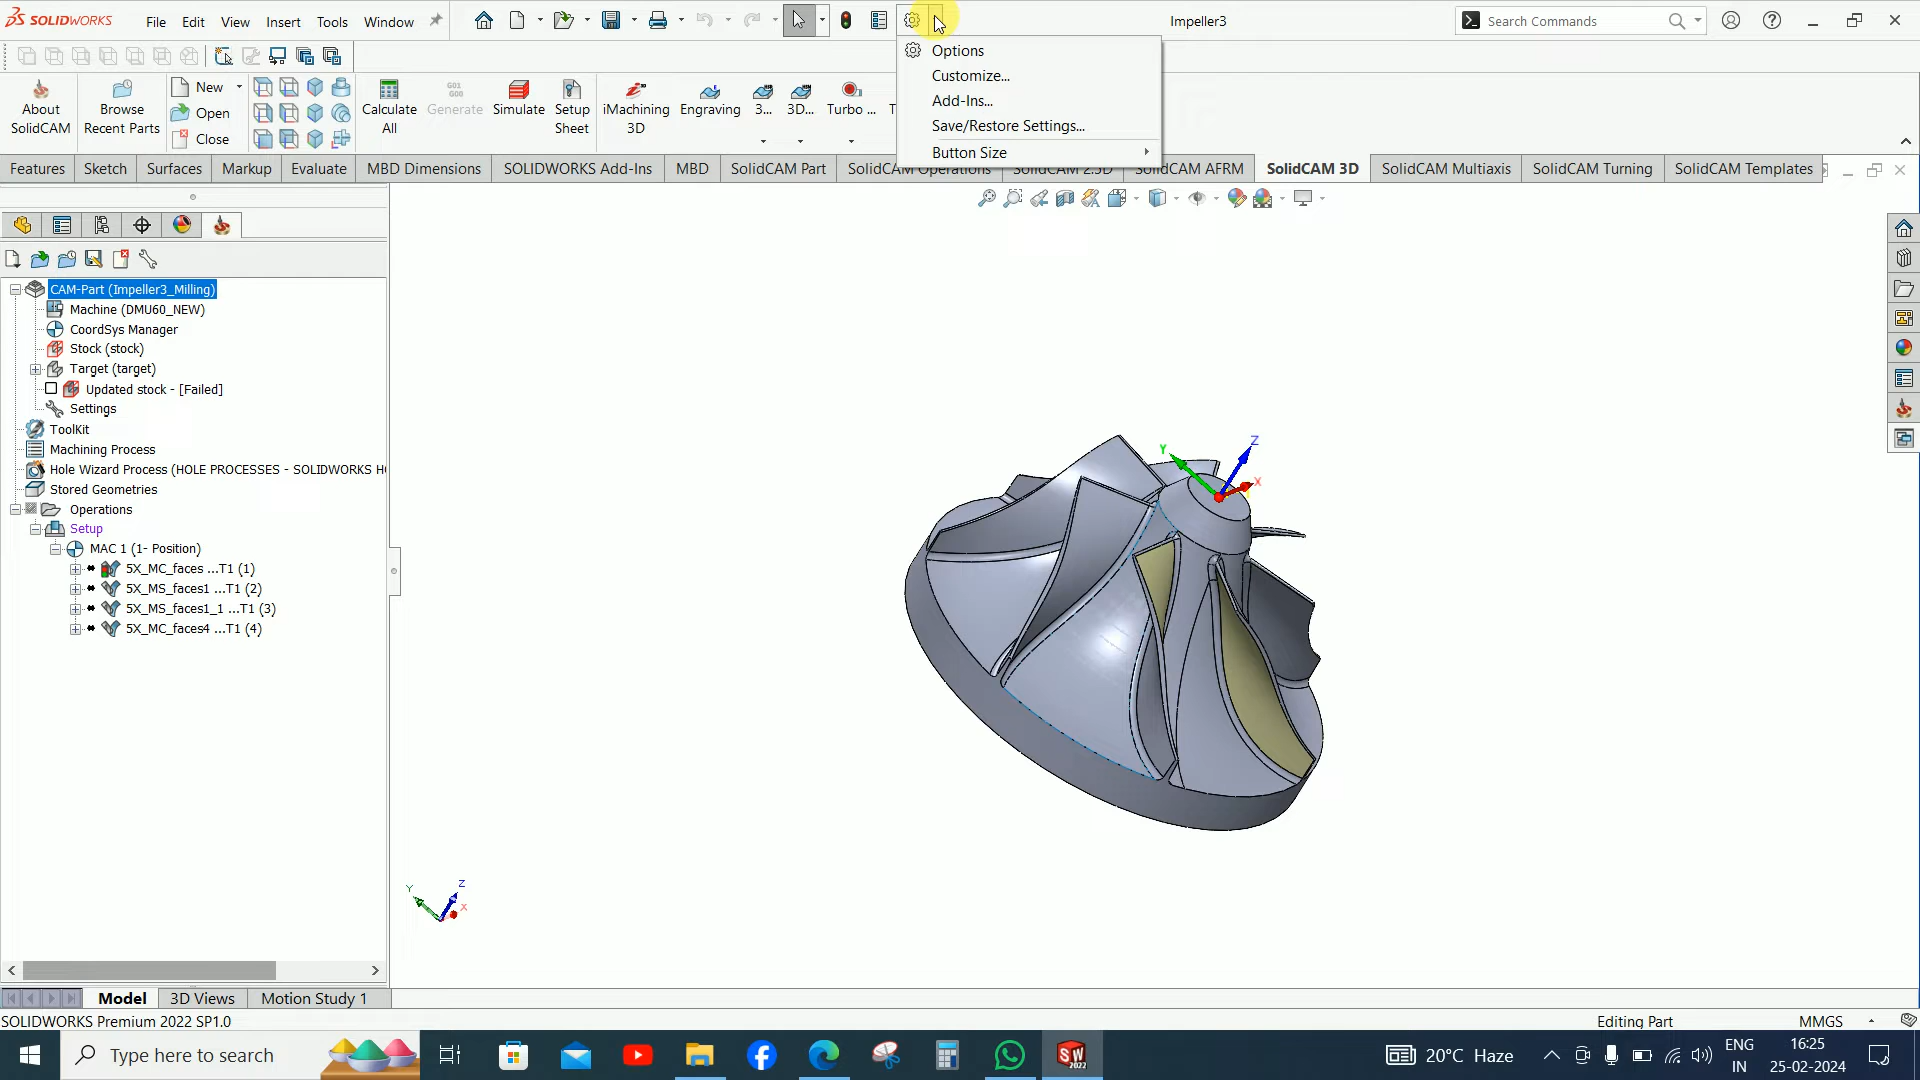 SOLIDWORKS File Edit View Insert Tools Window Impeller3 Search Commands
Options
Customize...
Add-Ins...
Save/Restore Settings...
Button Size
About SolidCAM
Browse Recent Parts
New
Open
Close
Calculate All
G01
G00
Generate
Simulate
Setup Sheet
iMachining 3D
Engraving
3...
3D...
Turbo ...
Features Sketch Surfaces Markup Evaluate MBD Dimensions SOLIDWORKS Add-Ins MBD SolidCAM Part SolidCAM Operations SolidCAM 2.5D SolidCAM AFRM SolidCAM 3D SolidCAM Multiaxis SolidCAM Turning SolidCAM Templates
CAM-Part (Impeller3_Milling)
Machine (DMU60_NEW)
CoordSys Manager
Stock (stock)
Target (target)
Updated stock - [Failed]
Settings
ToolKit
Machining Process
Hole Wizard Process (HOLE PROCESSES - SOLIDWORKS H
Stored Geometries
Operations
Setup
MAC 1 (1- Position)
5X_MC_faces ...T1 (1)
5X_MS_faces1 ...T1 (2)
5X_MS_faces1_1 ...T1 (3)
5X_MC_faces4 ...T1 (4)
Y Z X
Y Z X
Model 3D Views Motion Study 1
SOLIDWORKS Premium 2022 SP1.0 Editing Part MMGS
Type here to search
SW
2022
20°C Haze
ENG
IN
16:25
25-02-2024